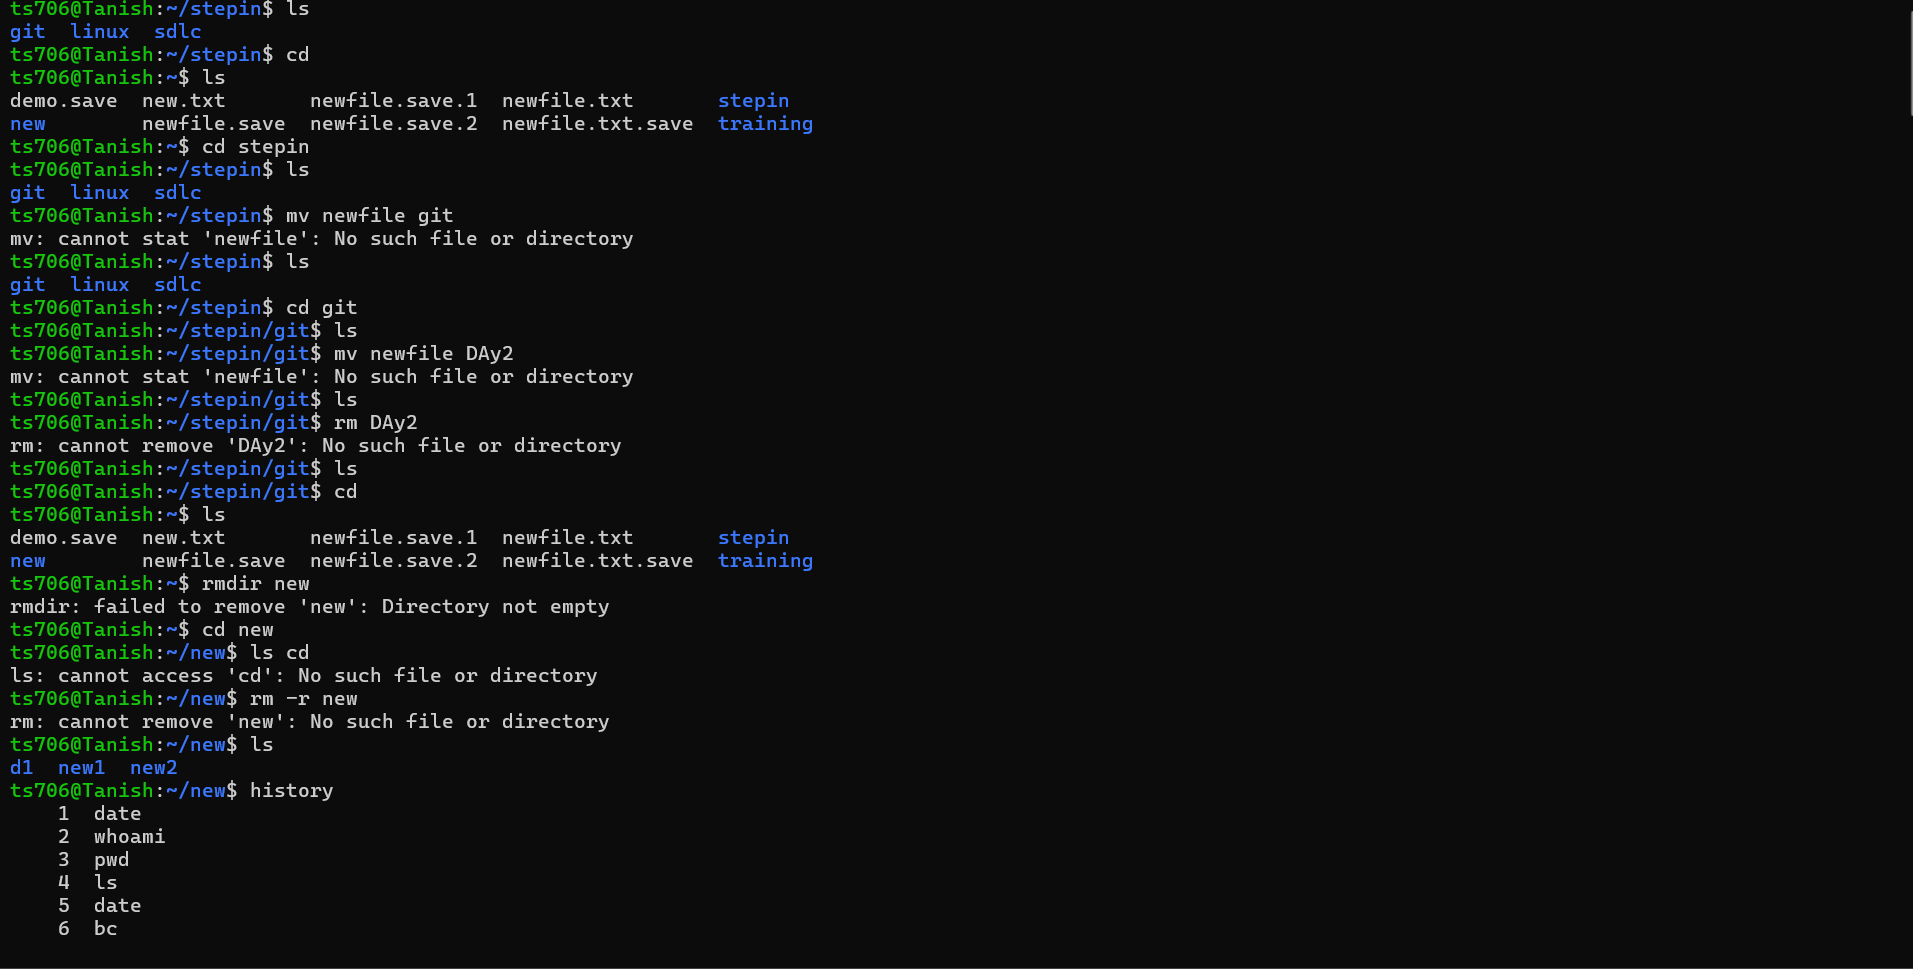 ts706@Tanish:~/stepin$ ls
git  linux  sdlc
ts706@Tanish:~/stepin$ cd
ts706@Tanish:~$ ls
demo.save  new.txt       newfile.save.1  newfile.txt       stepin
new        newfile.save  newfile.save.2  newfile.txt.save  training
ts706@Tanish:~$ cd stepin
ts706@Tanish:~/stepin$ ls
git  linux  sdlc
ts706@Tanish:~/stepin$ mv newfile git
mv: cannot stat 'newfile': No such file or directory
ts706@Tanish:~/stepin$ ls
git  linux  sdlc
ts706@Tanish:~/stepin$ cd git
ts706@Tanish:~/stepin/git$ ls
ts706@Tanish:~/stepin/git$ mv newfile DAy2
mv: cannot stat 'newfile': No such file or directory
ts706@Tanish:~/stepin/git$ ls
ts706@Tanish:~/stepin/git$ rm DAy2
rm: cannot remove 'DAy2': No such file or directory
ts706@Tanish:~/stepin/git$ ls
ts706@Tanish:~/stepin/git$ cd
ts706@Tanish:~$ ls
demo.save  new.txt       newfile.save.1  newfile.txt       stepin
new        newfile.save  newfile.save.2  newfile.txt.save  training
ts706@Tanish:~$ rmdir new
rmdir: failed to remove 'new': Directory not empty
ts706@Tanish:~$ cd new
ts706@Tanish:~/new$ ls cd
ls: cannot access 'cd': No such file or directory
ts706@Tanish:~/new$ rm -r new
rm: cannot remove 'new': No such file or directory
ts706@Tanish:~/new$ ls
d1  new1  new2
ts706@Tanish:~/new$ history
    1  date
    2  whoami
    3  pwd
    4  ls
    5  date
    6  bc